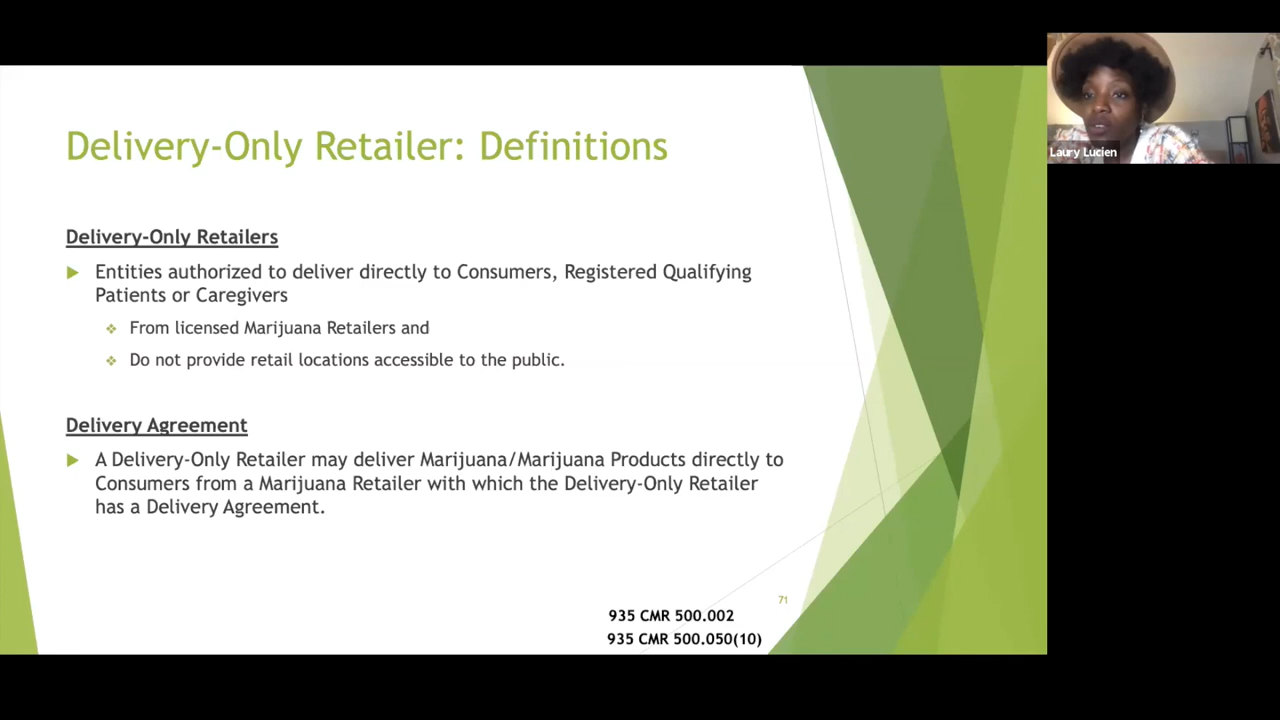 Delivery-Only Retailer: Definitions
Delivery-Only Retailers
Entities authorized to deliver directly to Consumers, Registered Qualifying
Patients or Caregivers
From licensed Marijuana Retailers and
Do not provide retail locations accessible to the public.
Delivery Agreement
A Delivery-Only Retailer may deliver Marijuana/Marijuana Products directly to
Consumers from a Marijuana Retailer with which the Delivery-Only Retailer
has a Delivery Agreement.
71
935 CMR 500.002
935 CMR 500.050(10)
Laury Lucien